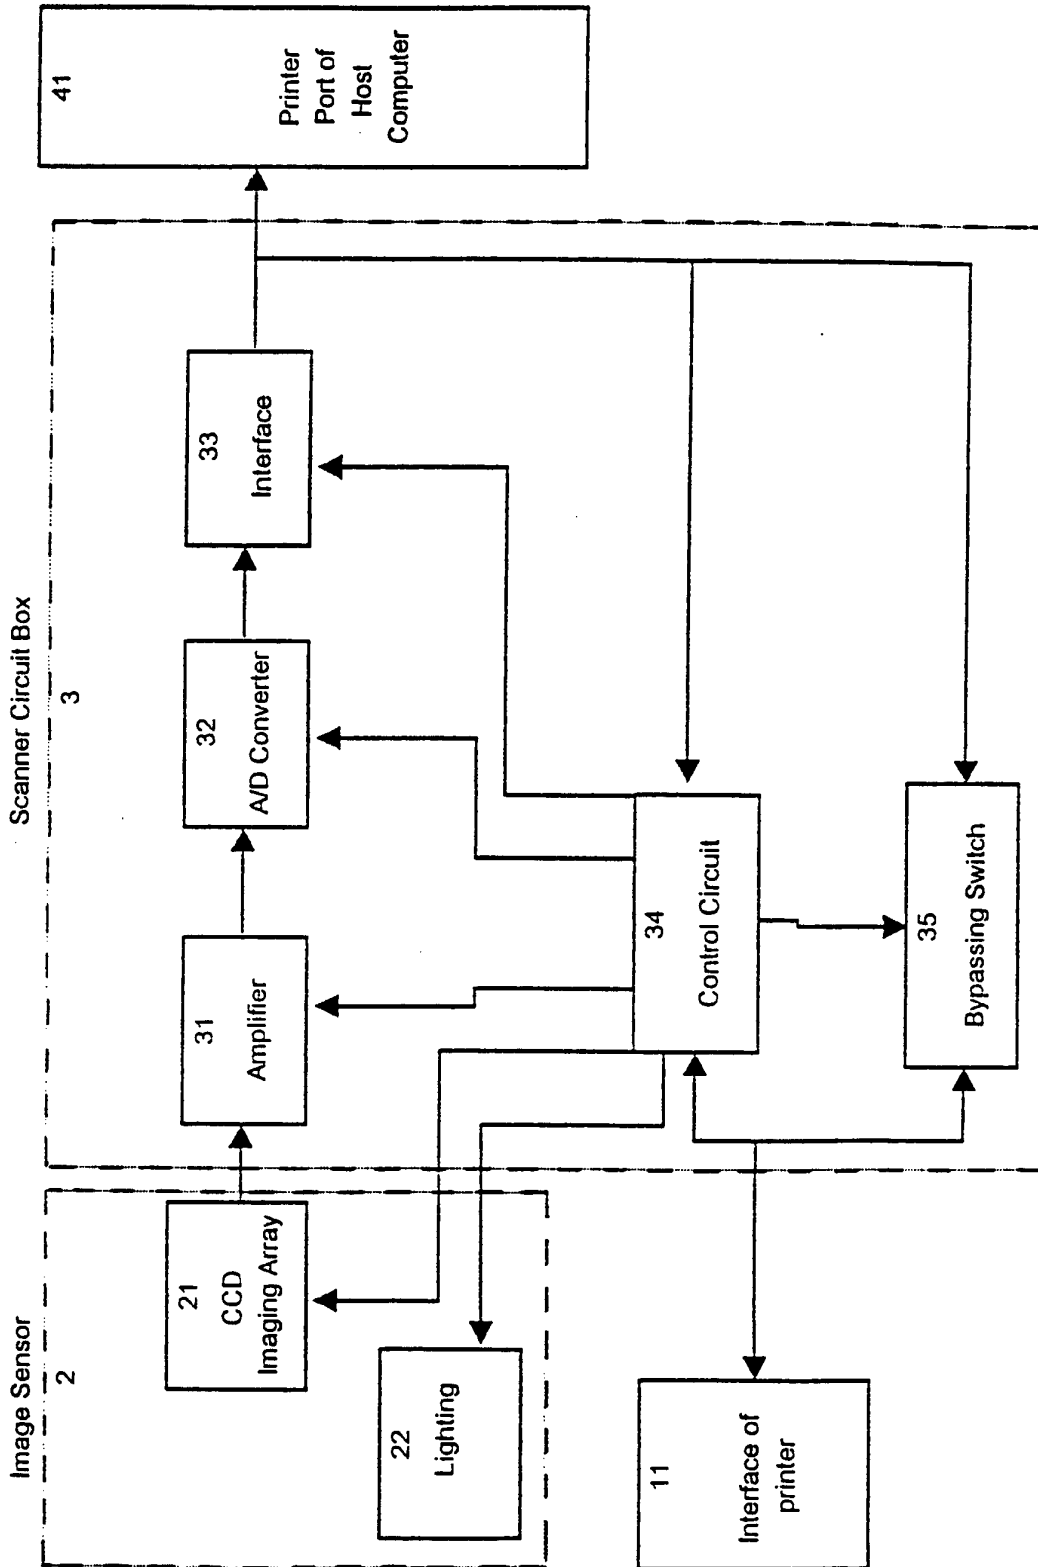 Image Sensor
2
21
CCD
Imaging Array
22
Lighting
11
Interface of
printer
Scanner Circuit Box
3
31
Amplifier
32
A/D Converter
33
Interface
34
Control Circuit
35
Bypassing Switch
41
Printer
Port of
Host
Computer